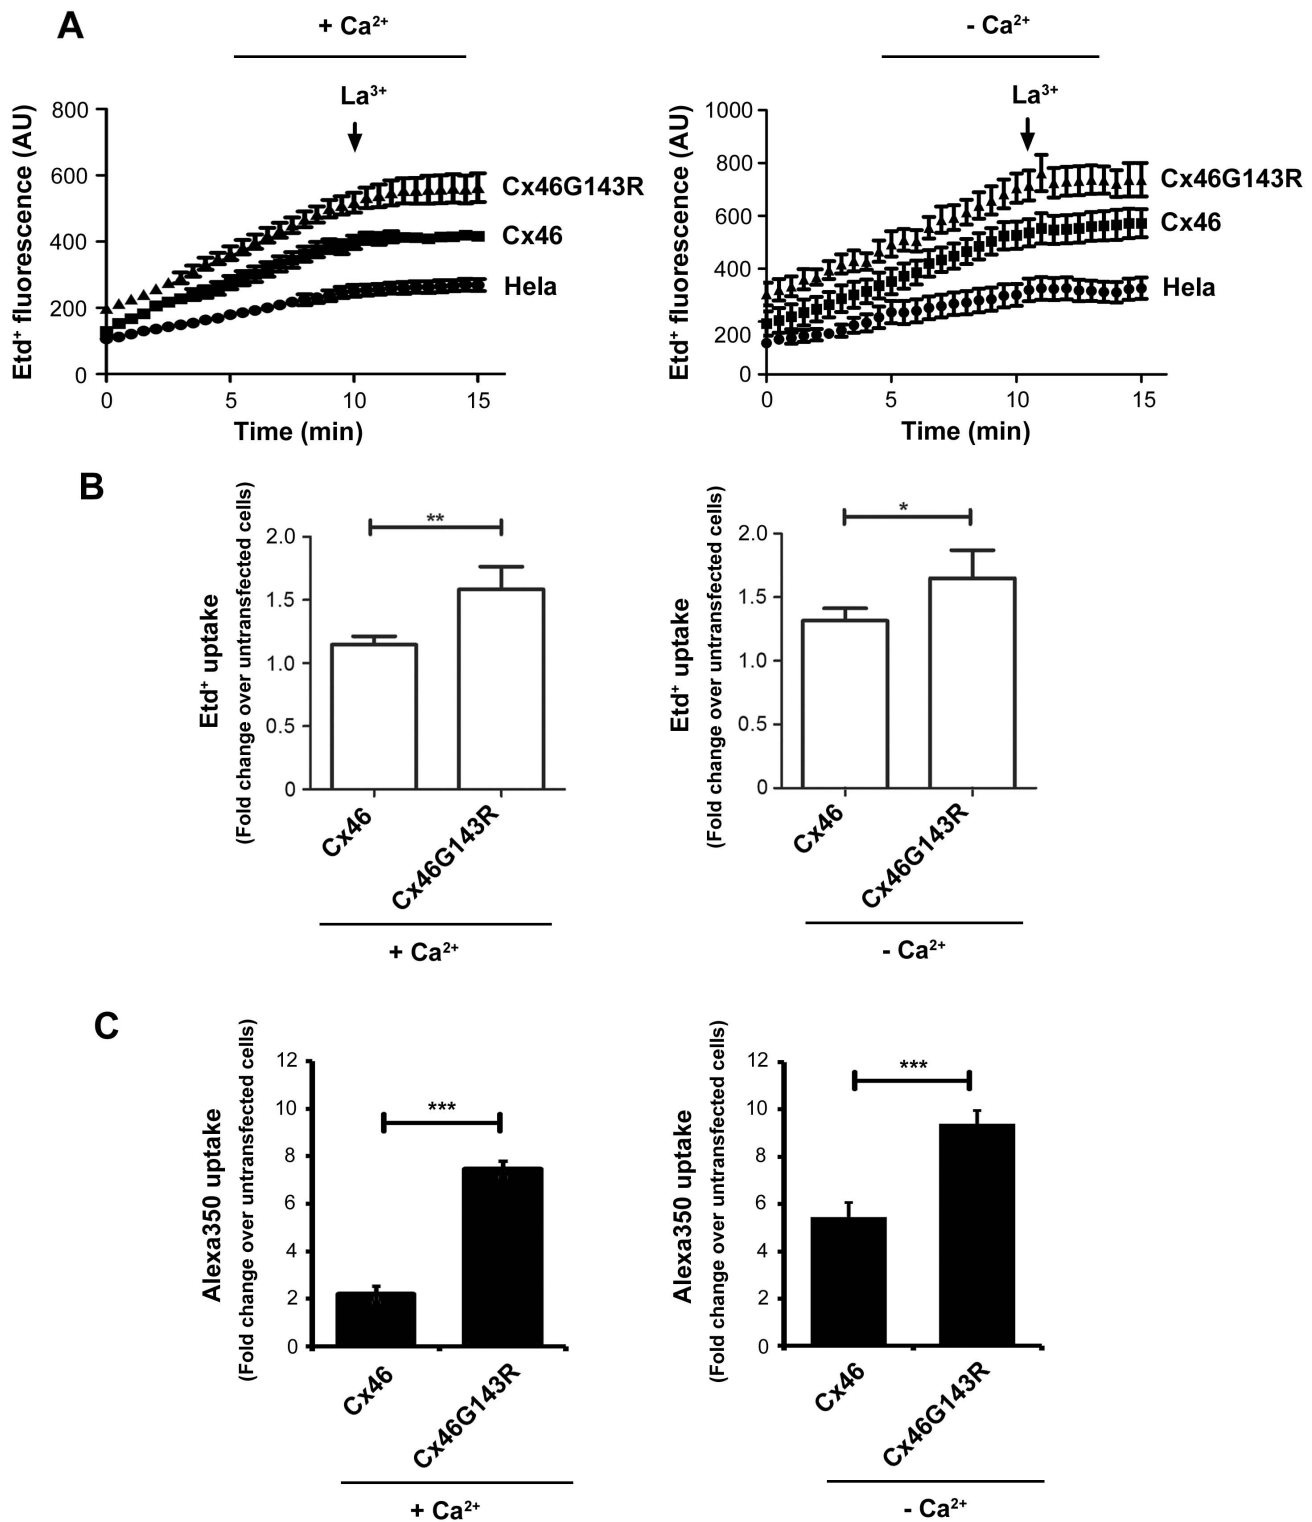 A
+ Ca²⁺
La³⁺
Etd⁺ fluorescence (AU)
800
600
400
200
0
0 5 10 15
Time (min)
Cx46G143R
Cx46
Hela
- Ca²⁺
La³⁺
Etd⁺ fluorescence (AU)
1000
800
600
400
200
0
0 5 10 15
Time (min)
Cx46G143R
Cx46
Hela
B
Etd⁺ uptake
(Fold change over untransfected cells)
2.0
1.5
1.0
0.5
0
**
Cx46
Cx46G143R
+ Ca²⁺
Etd⁺ uptake
(Fold change over untransfected cells)
2.0
1.5
1.0
0.5
0
*
Cx46
Cx46G143R
- Ca²⁺
C
Alexa350 uptake
(Fold change over untransfected cells)
12
10
8
6
4
2
0
***
Cx46
Cx46G143R
+ Ca²⁺
Alexa350 uptake
(Fold change over untransfected cells)
12
10
8
6
4
2
0
***
Cx46
Cx46G143R
- Ca²⁺